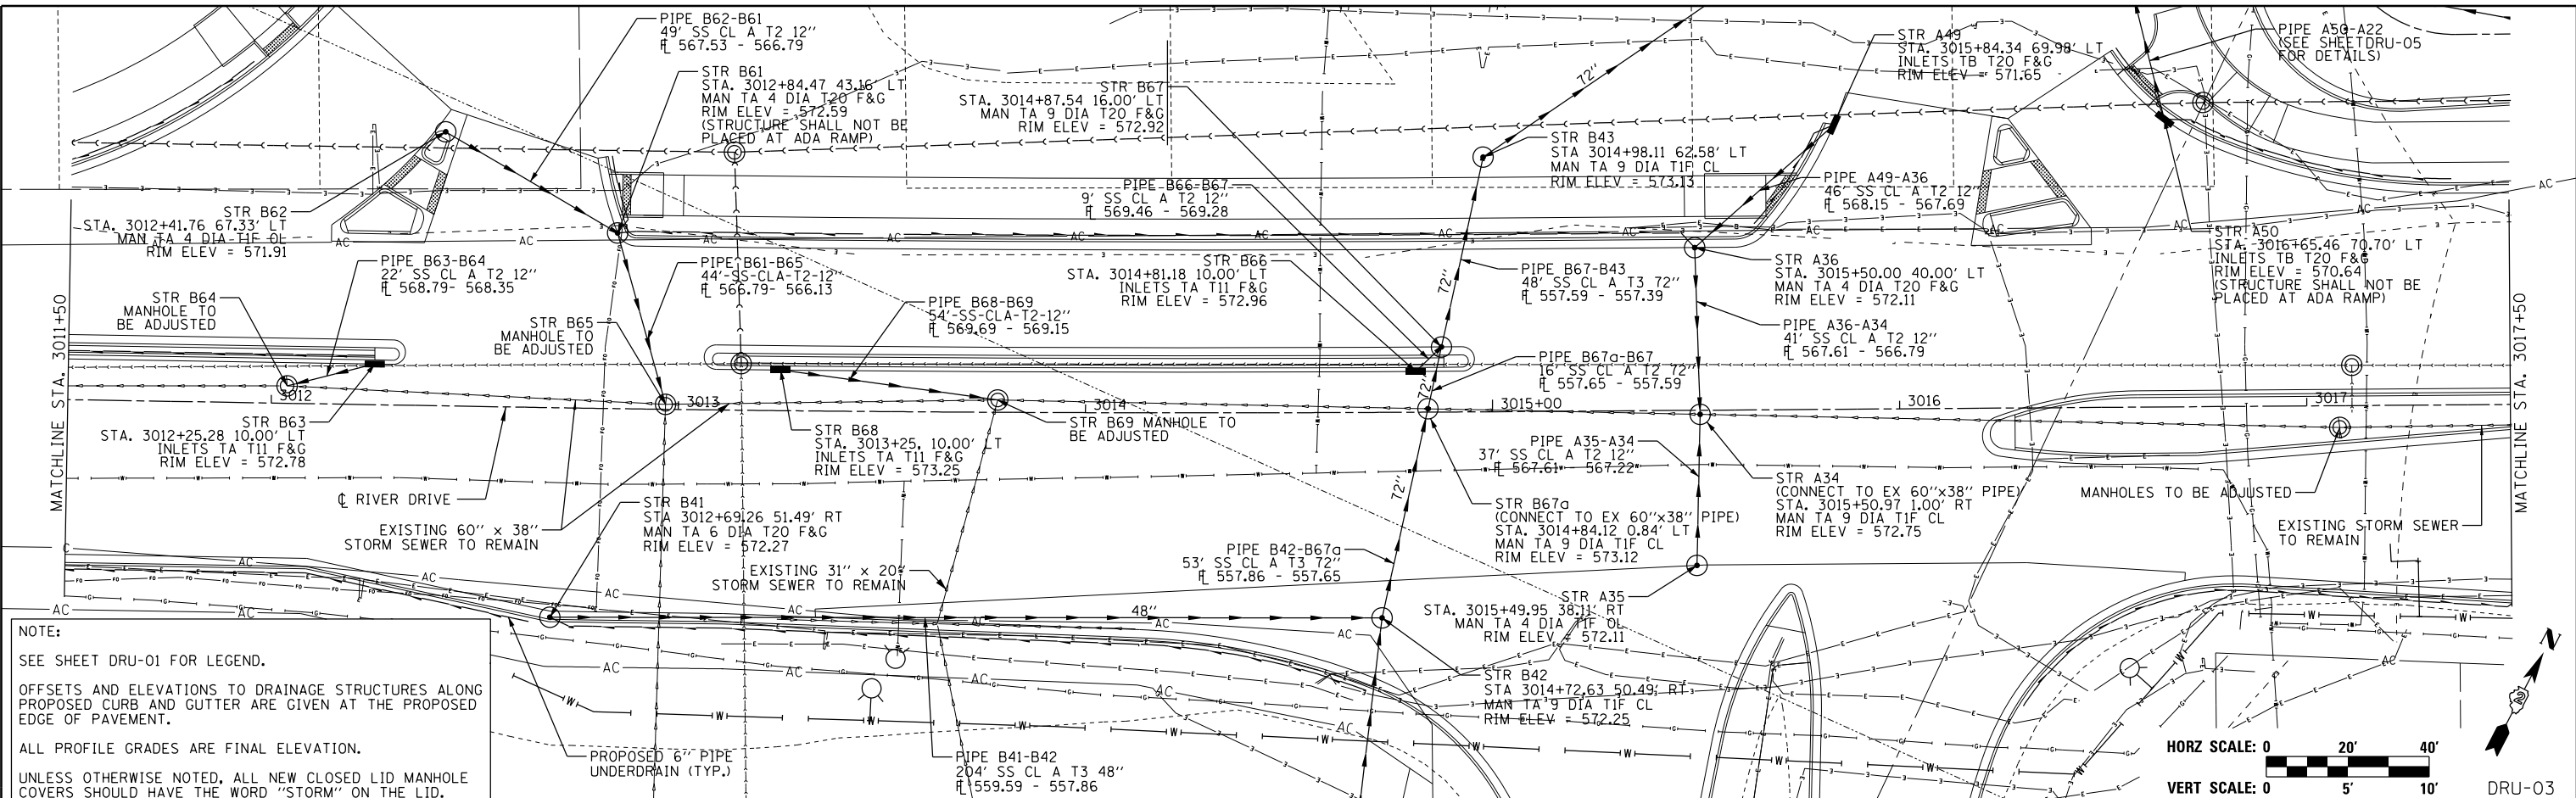 PIPE B62-B61
49' SS CL A T2 12"
FL 567.53 - 566.79
STR B61
STA. 3012+84.47 43.16' LT
MAN TA 4 DIA T20 F&G
RIM ELEV = 572.59
(STRUCTURE SHALL NOT BE
PLACED AT ADA RAMP)
STR B67
STA. 3014+87.54 16.00' LT
MAN TA 9 DIA T20 F&G
RIM ELEV = 572.92
72"
STR A49
STA. 3015+84.34 69.98' LT
INLETS TB T20 F&G
RIM ELEV = 571.65
PIPE A50-A22
(SEE SHEET DRU-05
FOR DETAILS)
STR B43
STA 3014+98.11 62.58' LT
MAN TA 9 DIA T1F CL
RIM ELEV = 573.13
PIPE B66-B67
9' SS CL A T2 12"
FL 569.46 - 569.28
PIPE A49-A36
46' SS CL A T2 12"
FL 568.15 - 567.69
STR B62
STA. 3012+41.76 67.33' LT
MAN TA 4 DIA T1F OL
RIM ELEV = 571.91
PIPE B63-B64
22' SS CL A T2 12"
FL 568.79- 568.35
PIPE B61-B65
44'-SS-CLA-T2-12"
FL 566.79- 566.13
STR B66
STA. 3014+81.18 10.00' LT
INLETS TA T11 F&G
RIM ELEV = 572.96
72"
PIPE B67-B43
48' SS CL A T3 72"
FL 557.59 - 557.39
STR A36
STA. 3015+50.00 40.00' LT
MAN TA 4 DIA T20 F&G
RIM ELEV = 572.11
STR A50
STA. 3016+65.46 70.70' LT
INLETS TB T20 F&G
RIM ELEV = 570.64
(STRUCTURE SHALL NOT BE
PLACED AT ADA RAMP)
STR B64
MANHOLE TO
BE ADJUSTED
STR B65
MANHOLE TO
BE ADJUSTED
PIPE B68-B69
54'-SS-CLA-T2-12"
FL 569.69 - 569.15
PIPE A36-A34
41' SS CL A T2 12"
FL 567.61 - 566.79
PIPE B67a-B67
16' SS CL A T2 72"
FL 557.65 - 557.59
72"
MATCHLINE STA. 3011+50
MATCHLINE STA. 3017+50
3012
3013
3014
3015+00
3016
3017
STR B63
STA. 3012+25.28 10.00' LT
INLETS TA T11 F&G
RIM ELEV = 572.78
STR B68
STA. 3013+25, 10.00' LT
INLETS TA T11 F&G
RIM ELEV = 573.25
STR B69 MANHOLE TO
BE ADJUSTED
PIPE A35-A34
37' SS CL A T2 12"
FL 567.61 - 567.22
STR A34
(CONNECT TO EX 60"x38" PIPE)
STA. 3015+50.97 1.00' RT
MAN TA 9 DIA T1F CL
RIM ELEV = 572.75
MANHOLES TO BE ADJUSTED
EXISTING STORM SEWER
TO REMAIN
℄ RIVER DRIVE
EXISTING 60" x 38"
STORM SEWER TO REMAIN
STR B41
STA 3012+69.26 51.49' RT
MAN TA 6 DIA T20 F&G
RIM ELEV = 572.27
72"
STR B67a
(CONNECT TO EX 60"x38" PIPE)
STA. 3014+84.12 0.84' LT
MAN TA 9 DIA T1F CL
RIM ELEV = 573.12
EXISTING 31" x 20"
STORM SEWER TO REMAIN
PIPE B42-B67a
53' SS CL A T3 72"
FL 557.86 - 557.65
48"
STR A35
STA. 3015+49.95 38.11' RT
MAN TA 4 DIA T1F OL
RIM ELEV = 572.11
STR B42
STA 3014+72.63 50.49' RT
MAN TA 9 DIA T1F CL
RIM ELEV = 572.25
NOTE:
SEE SHEET DRU-01 FOR LEGEND.
OFFSETS AND ELEVATIONS TO DRAINAGE STRUCTURES ALONG
PROPOSED CURB AND GUTTER ARE GIVEN AT THE PROPOSED
EDGE OF PAVEMENT.
ALL PROFILE GRADES ARE FINAL ELEVATION.
UNLESS OTHERWISE NOTED, ALL NEW CLOSED LID MANHOLE
COVERS SHOULD HAVE THE WORD "STORM" ON THE LID.
PROPOSED 6" PIPE
UNDERDRAIN (TYP.)
PIPE B41-B42
204' SS CL A T3 48"
FL 559.59 - 557.86
N
HORZ SCALE: 0 20' 40'
VERT SCALE: 0 5' 10'
DRU-03